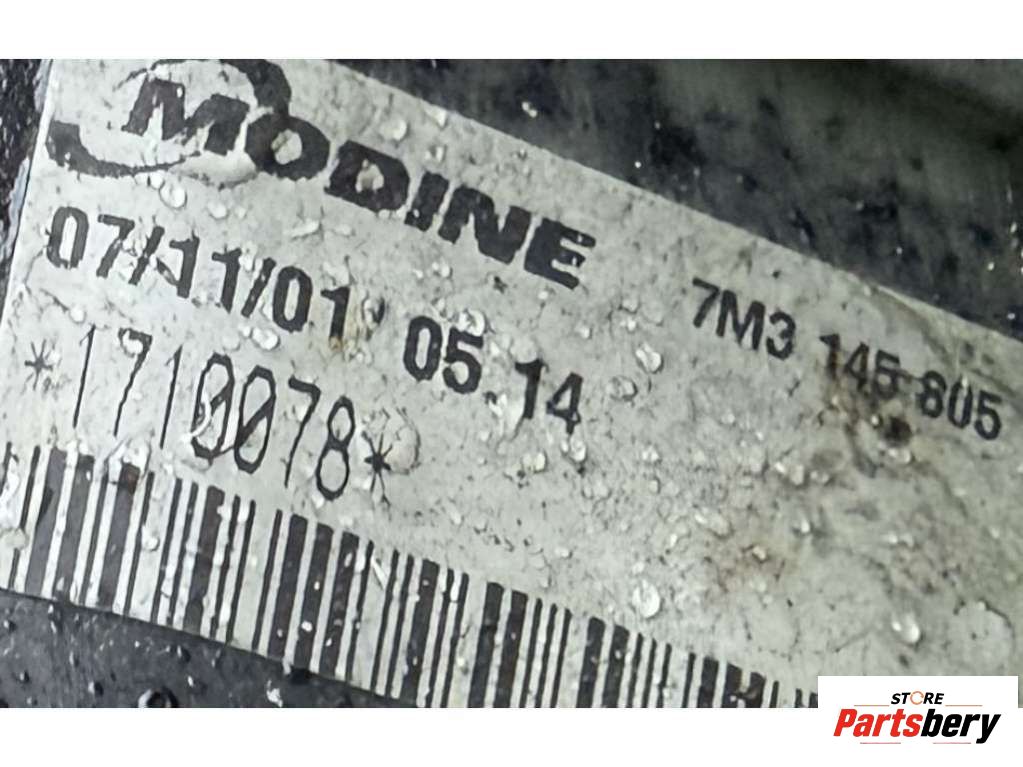 MODINE
07/11/01 05.14 7M3 145 805
*1710078*
STORE
Partsbery